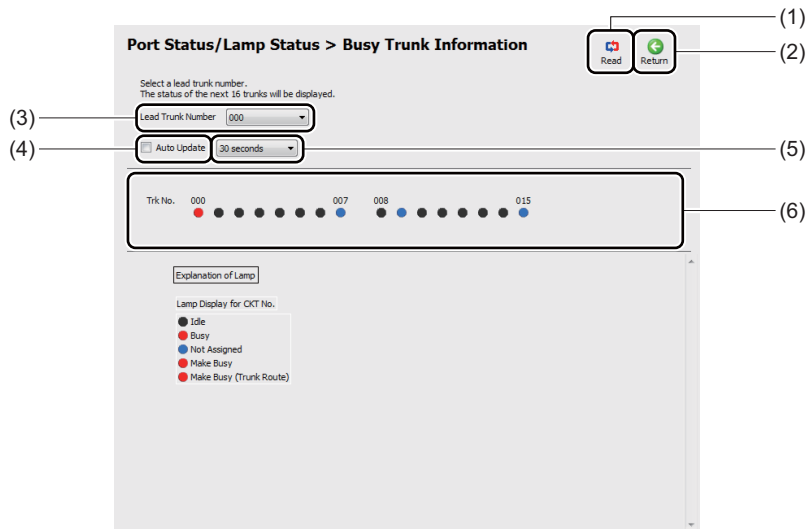 (1)
Port Status/Lamp Status > Busy Trunk Information
Read
Return
(2)
Select a lead trunk number.
The status of the next 16 trunks will be displayed.
(3)
Lead Trunk Number 000
(4)
Auto Update 30 seconds
(5)
Trk No. 000 007 008 015
(6)
Explanation of Lamp
Lamp Display for CKT No.
Idle
Busy
Not Assigned
Make Busy
Make Busy (Trunk Route)